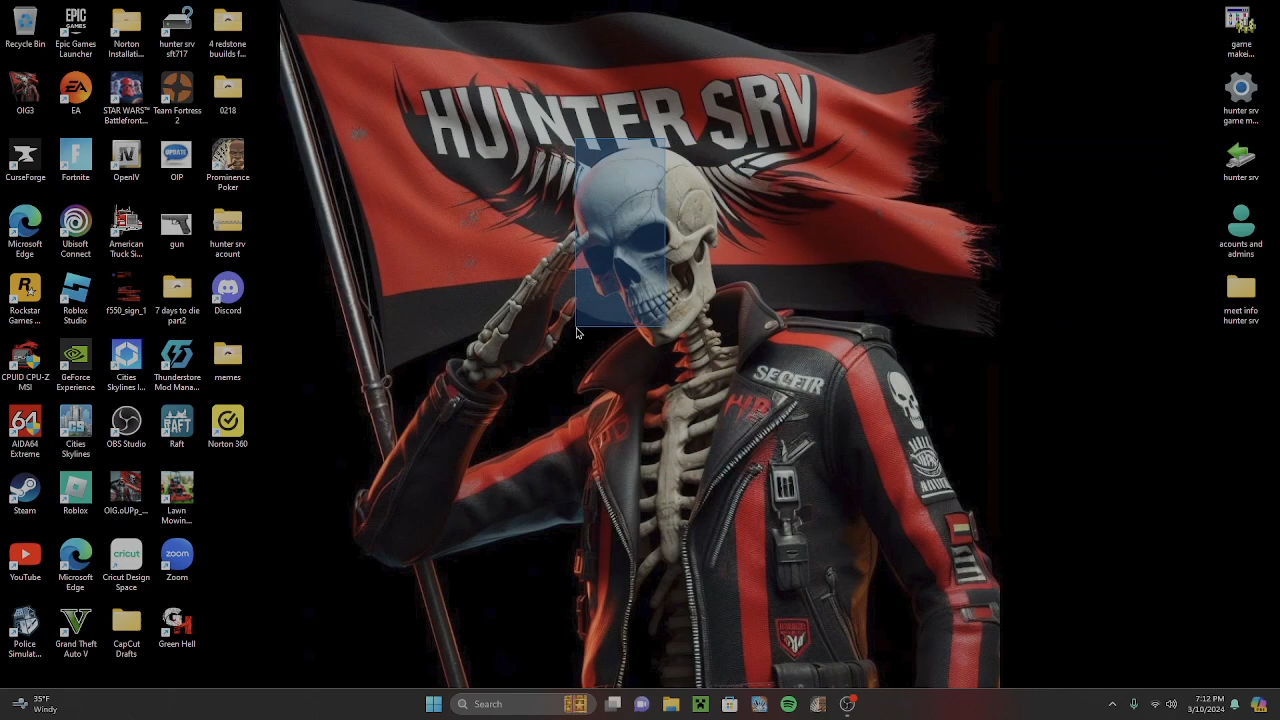 Recycle Bin
Epic Games
Launcher
Norton
Installati...
hunter srv
sft717
4 redstone
buuilds f...
OIG3
EA
STAR WARS™
Battlefront...
Team Fortress
2
0218
CurseForge
Fortnite
OpenIV
OIP
Prominence
Poker
Microsoft
Edge
Ubisoft
Connect
American
Truck Si...
gun
hunter srv
acount
Rockstar
Games ...
Roblox
Studio
f550_sign_1
7 days to die
part2
Discord
CPUID CPU-Z
MSI
GeForce
Experience
Cities
Skylines I...
Thunderstore
Mod Mana...
memes
AIDA64
Extreme
Cities
Skylines
OBS Studio
Raft
Norton 360
Steam
Roblox
OIG.oUPp_...
Lawn
Mowin...
YouTube
Microsoft
Edge
Cricut Design
Space
Zoom
Police
Simulat...
Grand Theft
Auto V
CapCut
Drafts
Green Hell
EPIC
GAMES
EA
UPDATE
64
RAFT
cricut
zoom
HUJNTER SRV
SECFTR
game
makei...
hunter srv
game m...
hunter srv
acounts and
admins
meet info
hunter srv
35°F
Windy
Search
7:12 PM
3/10/2024